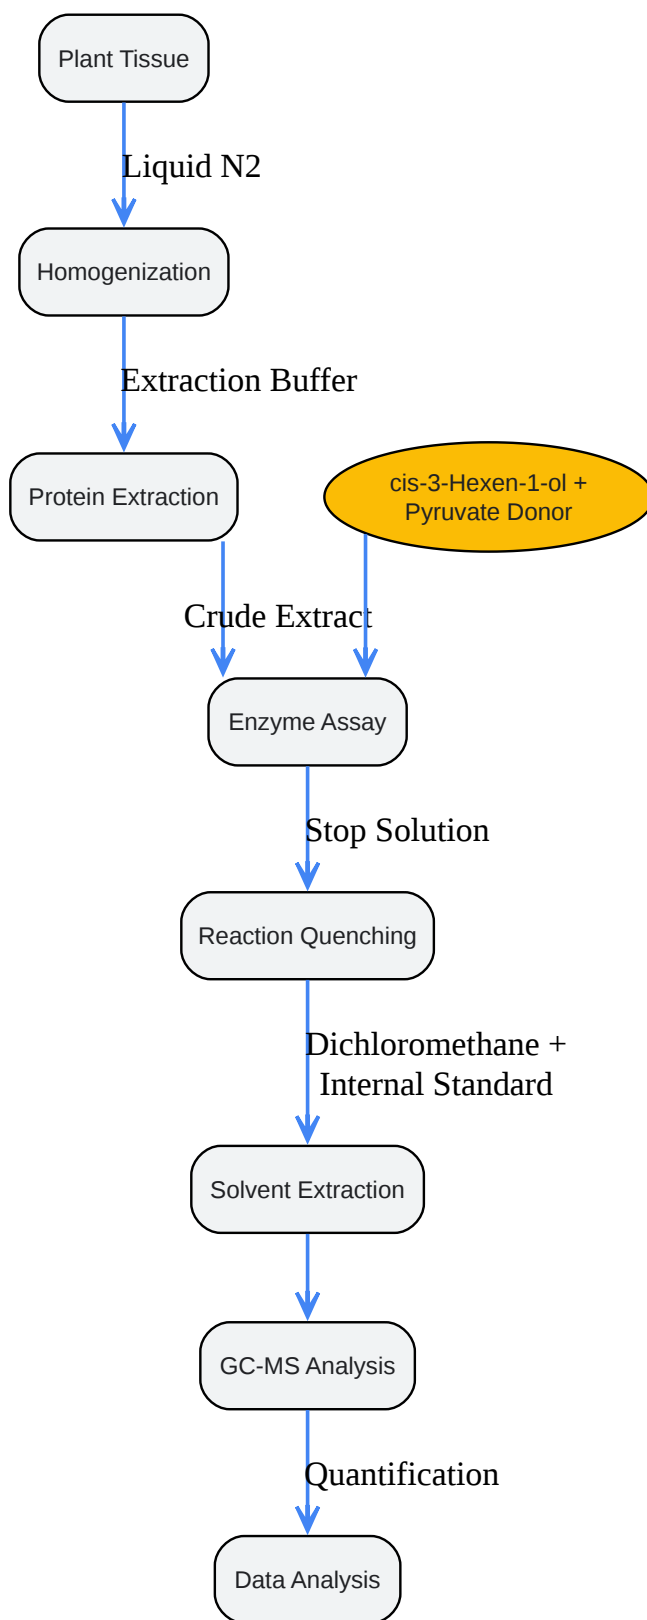 Plant Tissue
Liquid N2
Homogenization
Extraction Buffer
Protein Extraction
cis-3-Hexen-1-ol +
Pyruvate Donor
Crude Extract
Enzyme Assay
Stop Solution
Reaction Quenching
Dichloromethane +
Internal Standard
Solvent Extraction
GC-MS Analysis
Quantification
Data Analysis